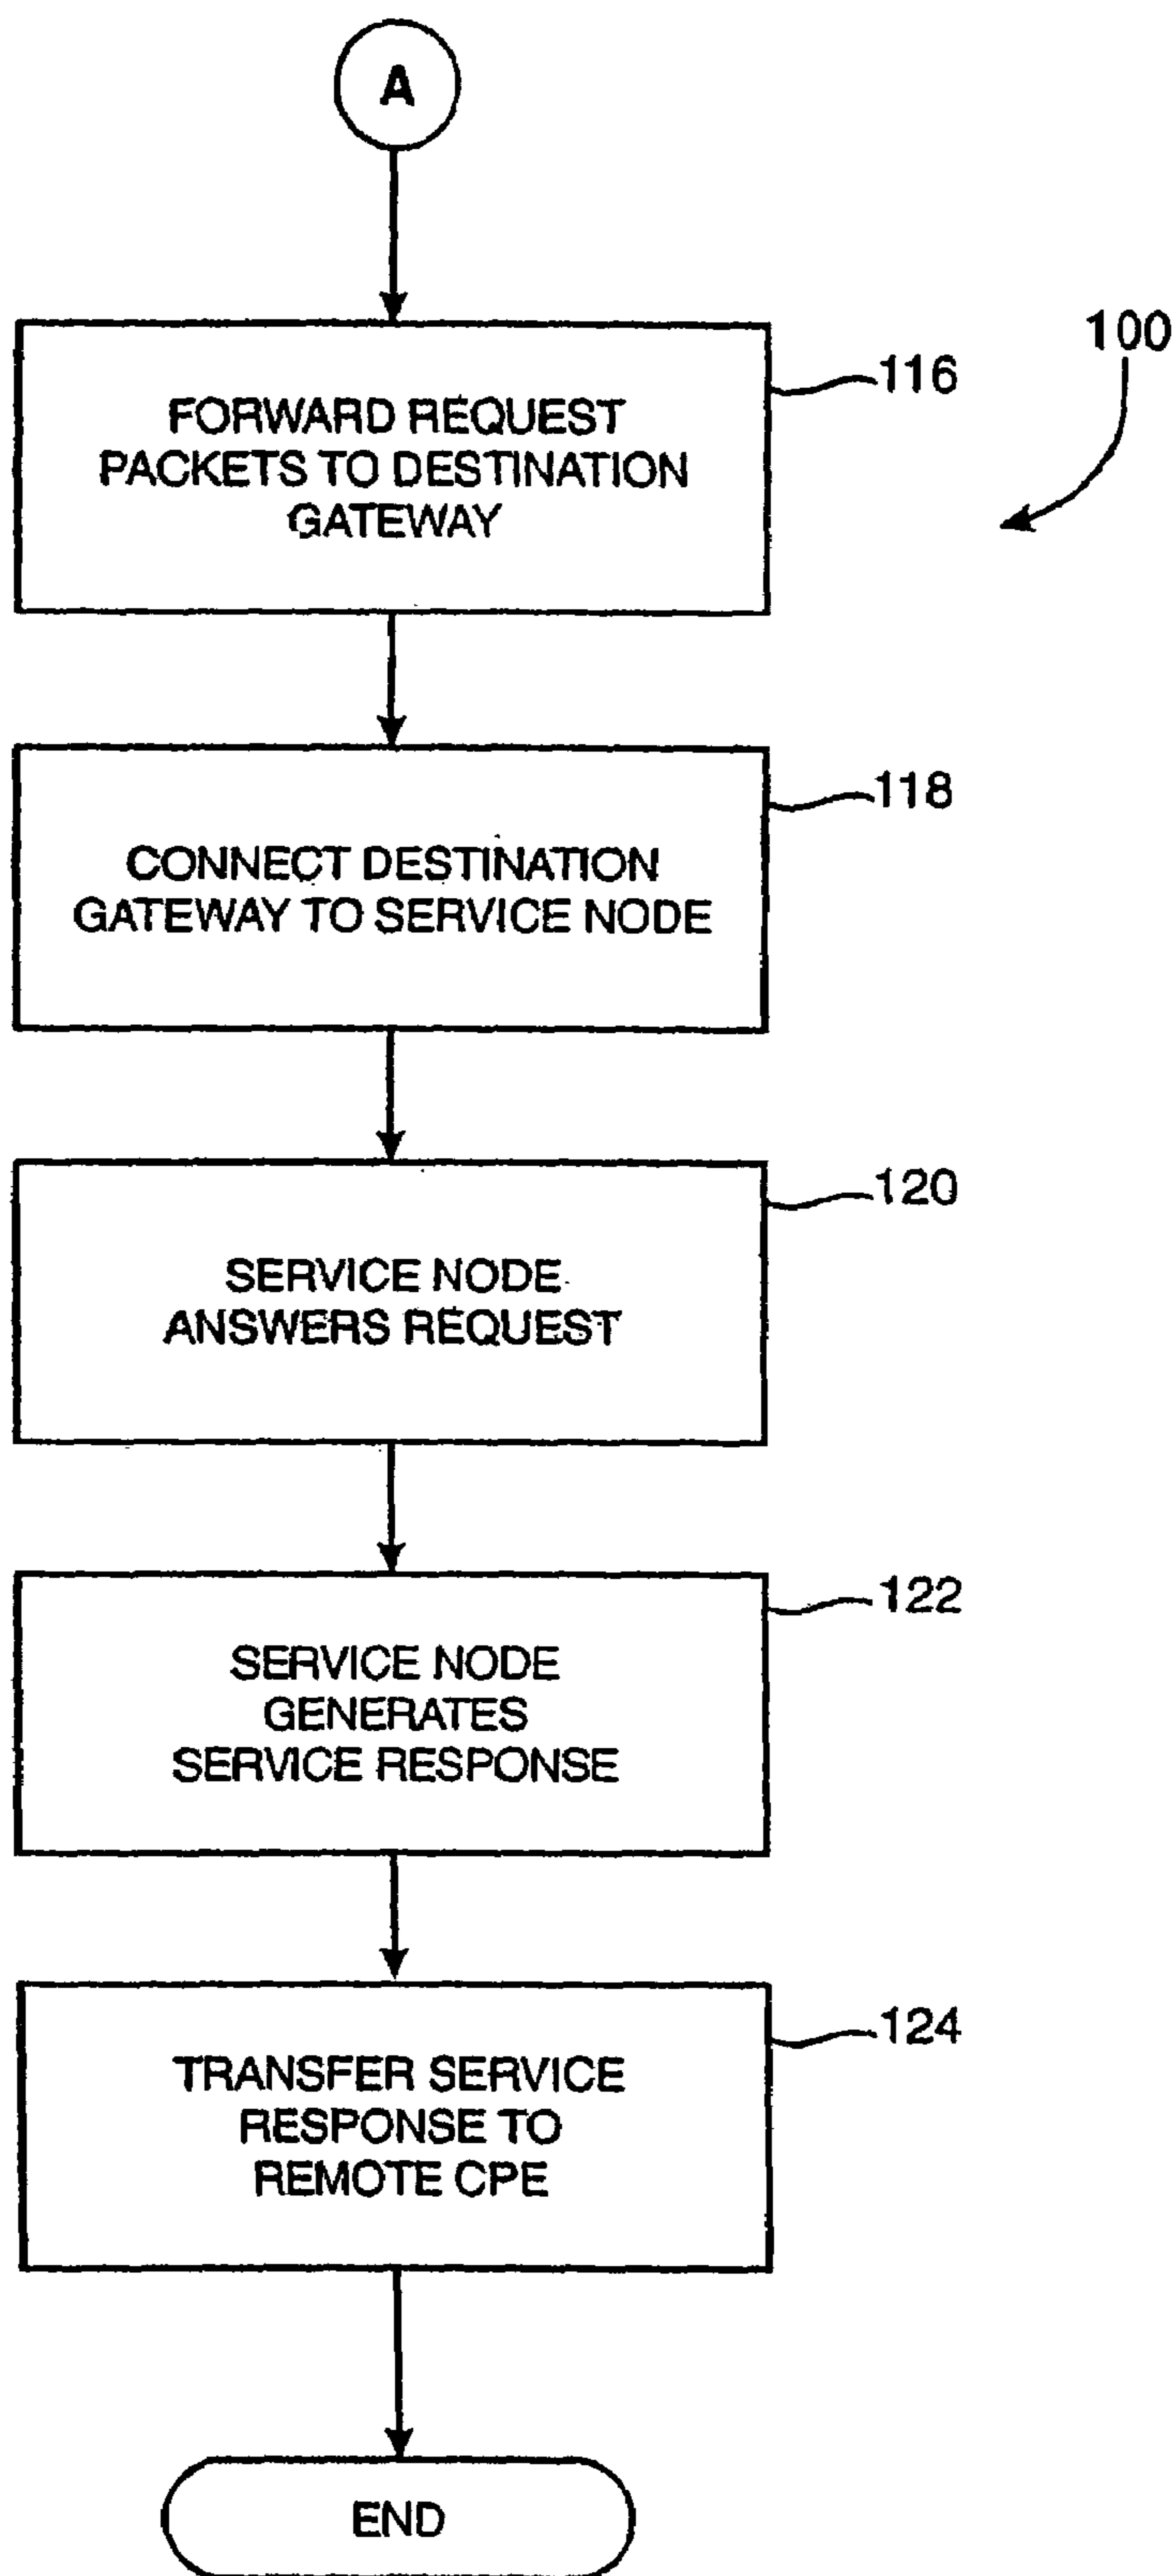 A
100
116
FORWARD REQUEST
PACKETS TO DESTINATION
GATEWAY
118
CONNECT DESTINATION
GATEWAY TO SERVICE NODE
120
SERVICE NODE
ANSWERS REQUEST
122
SERVICE NODE
GENERATES
SERVICE RESPONSE
124
TRANSFER SERVICE
RESPONSE TO
REMOTE CPE
END